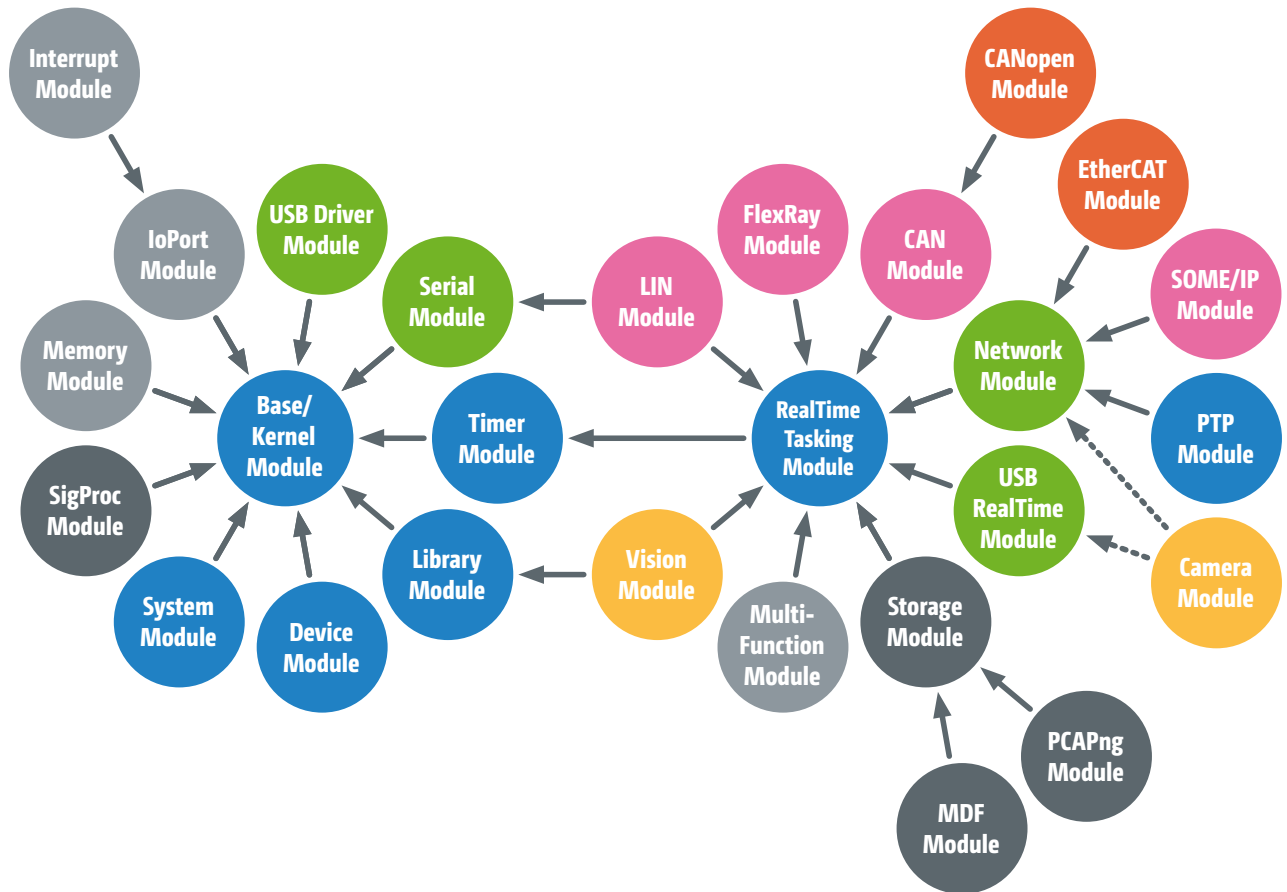 Interrupt
Module
CANopen
Module
EtherCAT
Module
USB Driver
Module
FlexRay
Module
IoPort
Module
CAN
Module
SOME/IP
Module
Serial
Module
LIN
Module
Memory
Module
Network
Module
Base/
Kernel
Module
Timer
Module
RealTime
Tasking
Module
PTP
Module
SigProc
Module
USB
RealTime
Module
Library
Module
Vision
Module
Camera
Module
System
Module
Device
Module
Multi-
Function
Module
Storage
Module
PCAPng
Module
MDF
Module